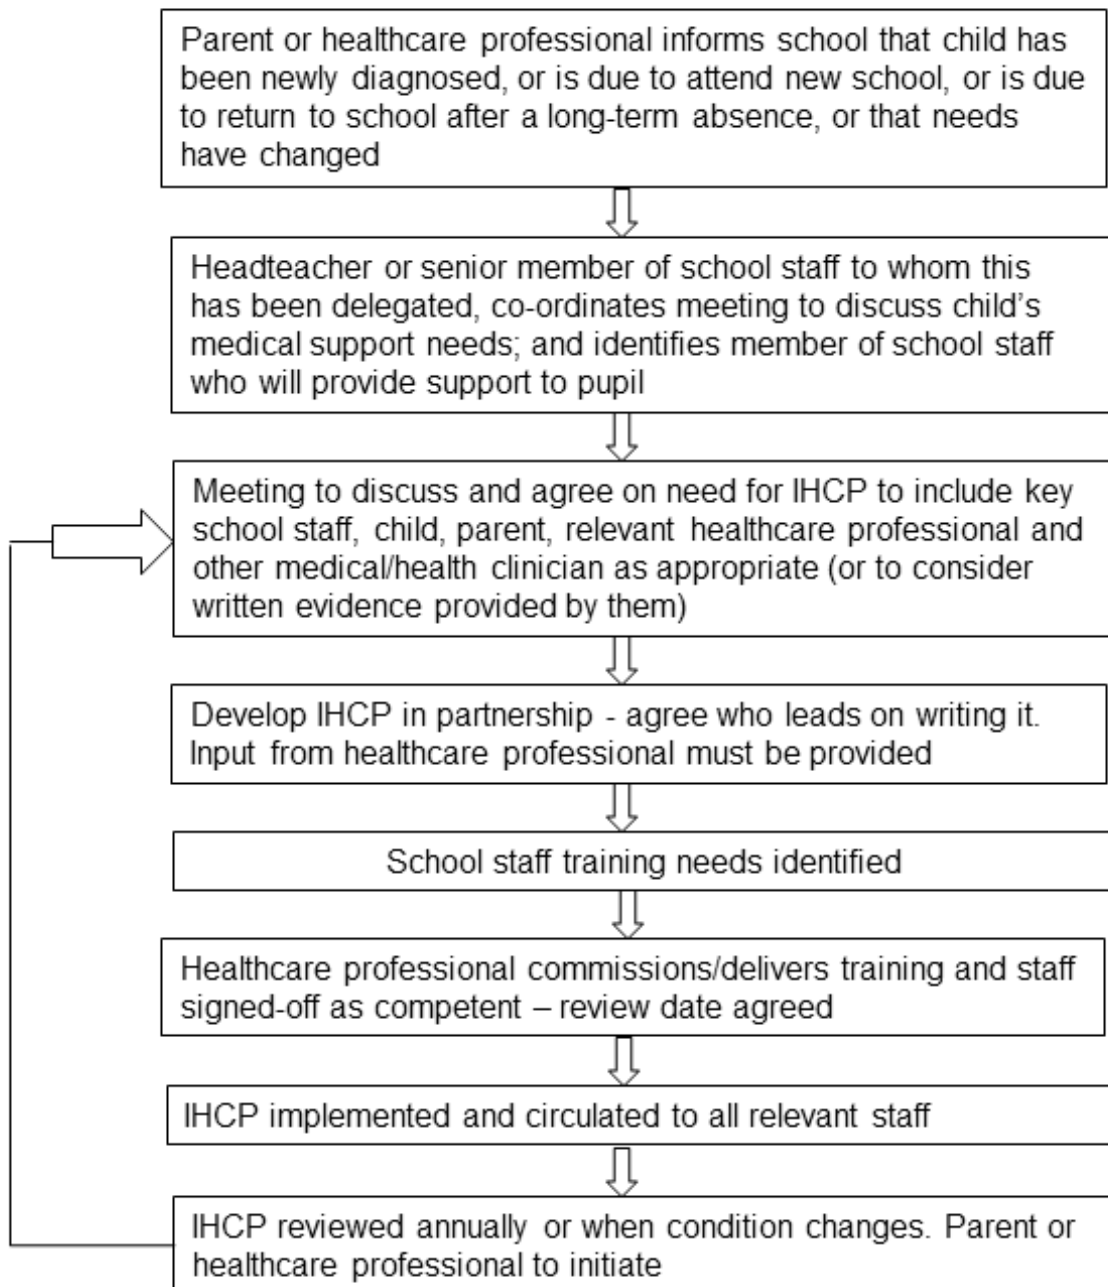 Parent or healthcare professional informs school that child has
been newly diagnosed, or is due to attend new school, or is due
to return to school after a long-term absence, or that needs
have changed
Headteacher or senior member of school staff to whom this
has been delegated, co-ordinates meeting to discuss child’s
medical support needs; and identifies member of school staff
who will provide support to pupil
Meeting to discuss and agree on need for IHCP to include key
school staff, child, parent, relevant healthcare professional and
other medical/health clinician as appropriate (or to consider
written evidence provided by them)
Develop IHCP in partnership - agree who leads on writing it.
Input from healthcare professional must be provided
School staff training needs identified
Healthcare professional commissions/delivers training and staff
signed-off as competent – review date agreed
IHCP implemented and circulated to all relevant staff
IHCP reviewed annually or when condition changes. Parent or
healthcare professional to initiate